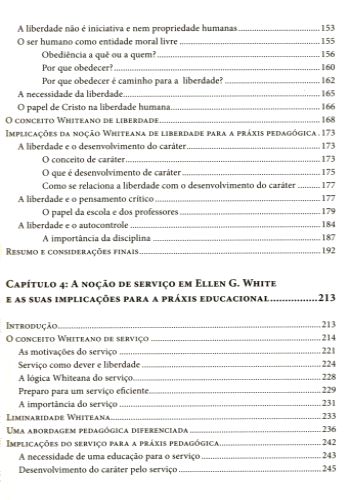 A liberdade não é iniciativa e nem propriedade humanas ... 153
O ser humano como entidade moral livre ... 155
Obediência a quê ou a quem? ... 156
Por que obedecer? ... 160
Por que obedecer é caminho para a liberdade? ... 162
A necessidade da liberdade ... 165
O papel de Cristo na liberdade humana ... 166
O CONCEITO WHITEANO DE LIBERDADE ... 168
IMPLICAÇÕES DA NOÇÃO WHITEANA DE LIBERDADE PARA A PRÁXIS PEDAGÓGICA . 173
A liberdade e o desenvolvimento do caráter ... 173
O conceito de caráter ... 173
O que é desenvolvimento de caráter ... 175
Como se relaciona a liberdade com o desenvolvimento do caráter ... 177
A liberdade e o pensamento crítico ... 177
O papel da escola e dos professores ... 179
A liberdade e o autocontrole ... 184
A importância da disciplina ... 187
RESUMO E CONSIDERAÇÕES FINAIS ... 192
CAPÍTULO 4: A NOÇÃO DE SERVIÇO EM ELLEN G. WHITE
E AS SUAS IMPLICAÇÕES PARA A PRÁXIS EDUCACIONAL ... 213
INTRODUÇÃO ... 213
O CONCEITO WHITEANO DE SERVIÇO ... 214
As motivações do serviço ... 221
Serviço como dever e liberdade ... 224
A lógica Whiteana do serviço ... 228
Preparo para um serviço eficiente ... 229
A importância do serviço ... 231
LIMINARIDADE WHITEANA ... 233
UMA ABORDAGEM PEDAGÓGICA DIFERENCIADA ... 236
IMPLICAÇÕES DO SERVIÇO PARA A PRÁXIS PEDAGÓGICA ... 242
A necessidade de uma educação para o serviço ... 243
Desenvolvimento do caráter pelo serviço ... 245